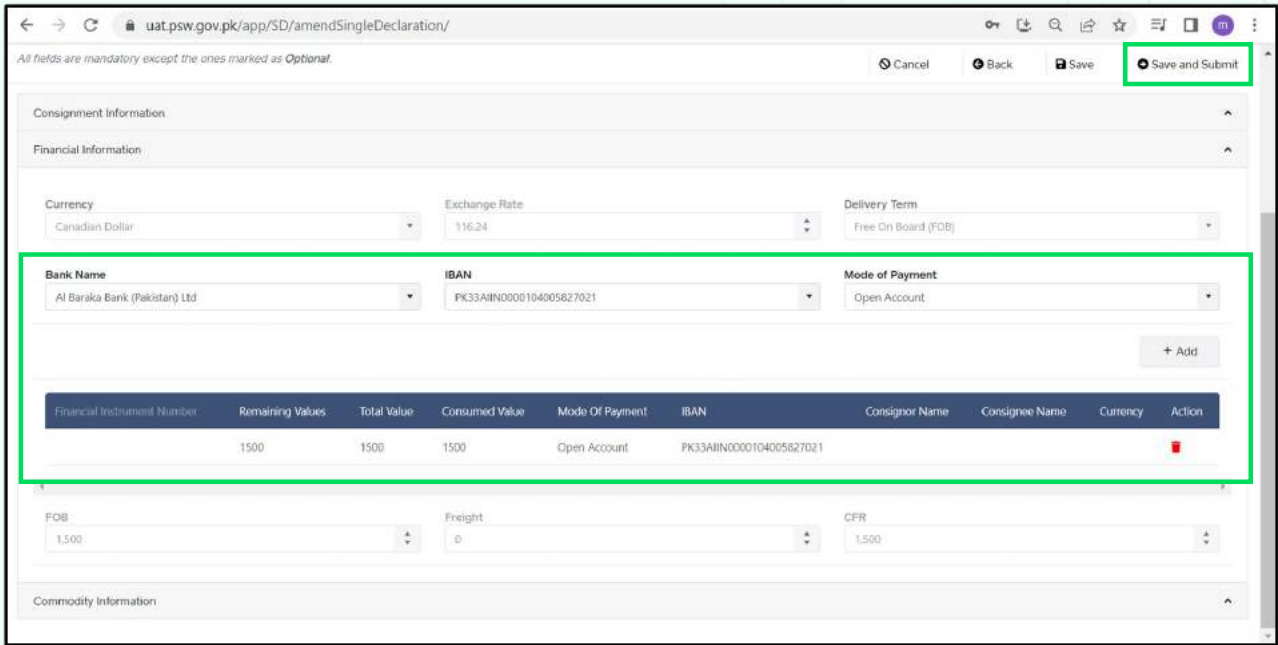 uat.psw.gov.pk/app/SD/amendSingleDeclaration/
m
All fields are mandatory except the ones marked as Optional.
Cancel Back Save Save and Submit
Consignment Information
Financial Information
Currency Exchange Rate Delivery Term
Canadian Dollar 116.24 Free On Board (FOB)
Bank Name IBAN Mode of Payment
Al Baraka Bank (Pakistan) Ltd PK33AIIN0000104005827021 Open Account
+ Add
Financial Instrument Number Remaining Values Total Value Consumed Value Mode Of Payment IBAN Consignor Name Consignee Name Currency Action
1500 1500 1500 Open Account PK33AIIN0000104005827021
FOB Freight CFR
1,500 0 1,500
Commodity Information